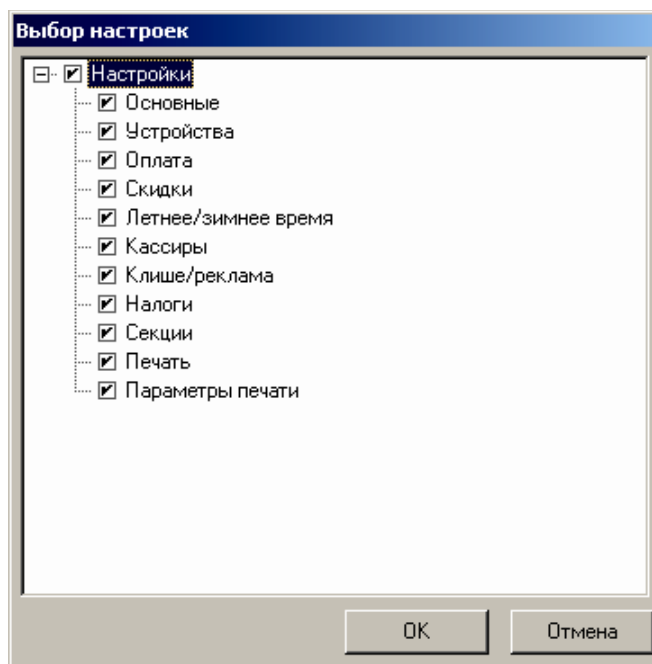 Выбор настроек
Настройки
Основные
Устройства
Оплата
Скидки
Летнее/зимнее время
Кассиры
Клише/реклама
Налоги
Секции
Печать
Параметры печати
OK
Отмена